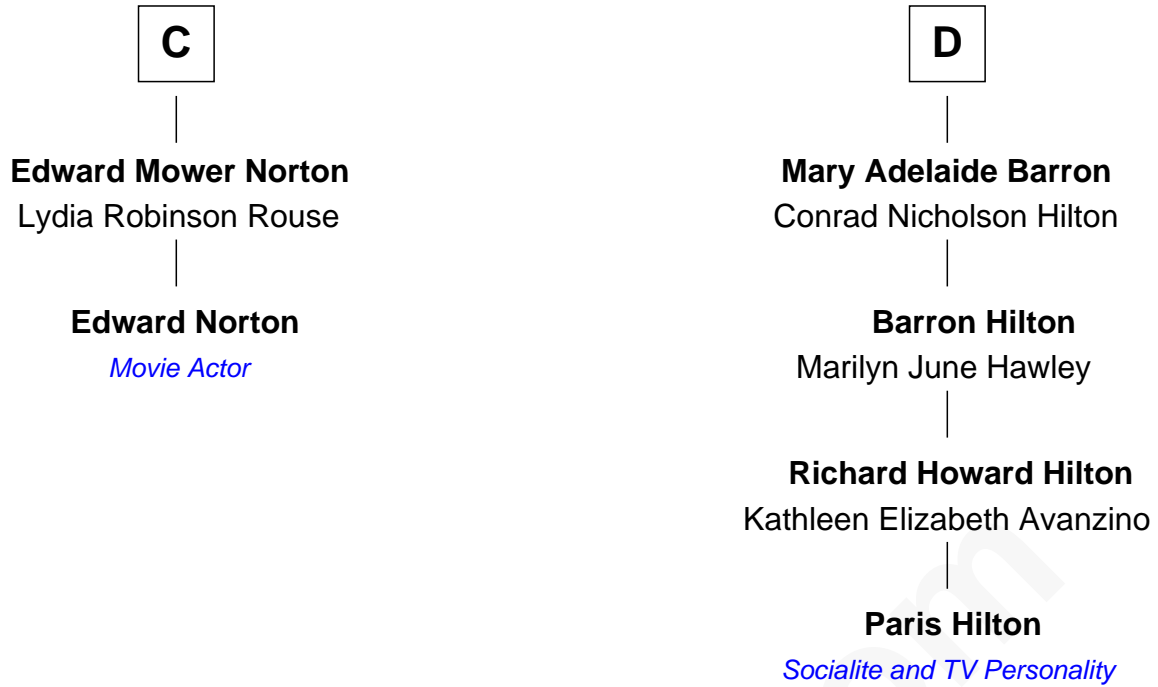 C
Edward Mower Norton
Lydia Robinson Rouse
Edward Norton
Movie Actor
D
Mary Adelaide Barron
Conrad Nicholson Hilton
Barron Hilton
Marilyn June Hawley
Richard Howard Hilton
Kathleen Elizabeth Avanzino
Paris Hilton
Socialite and TV Personality